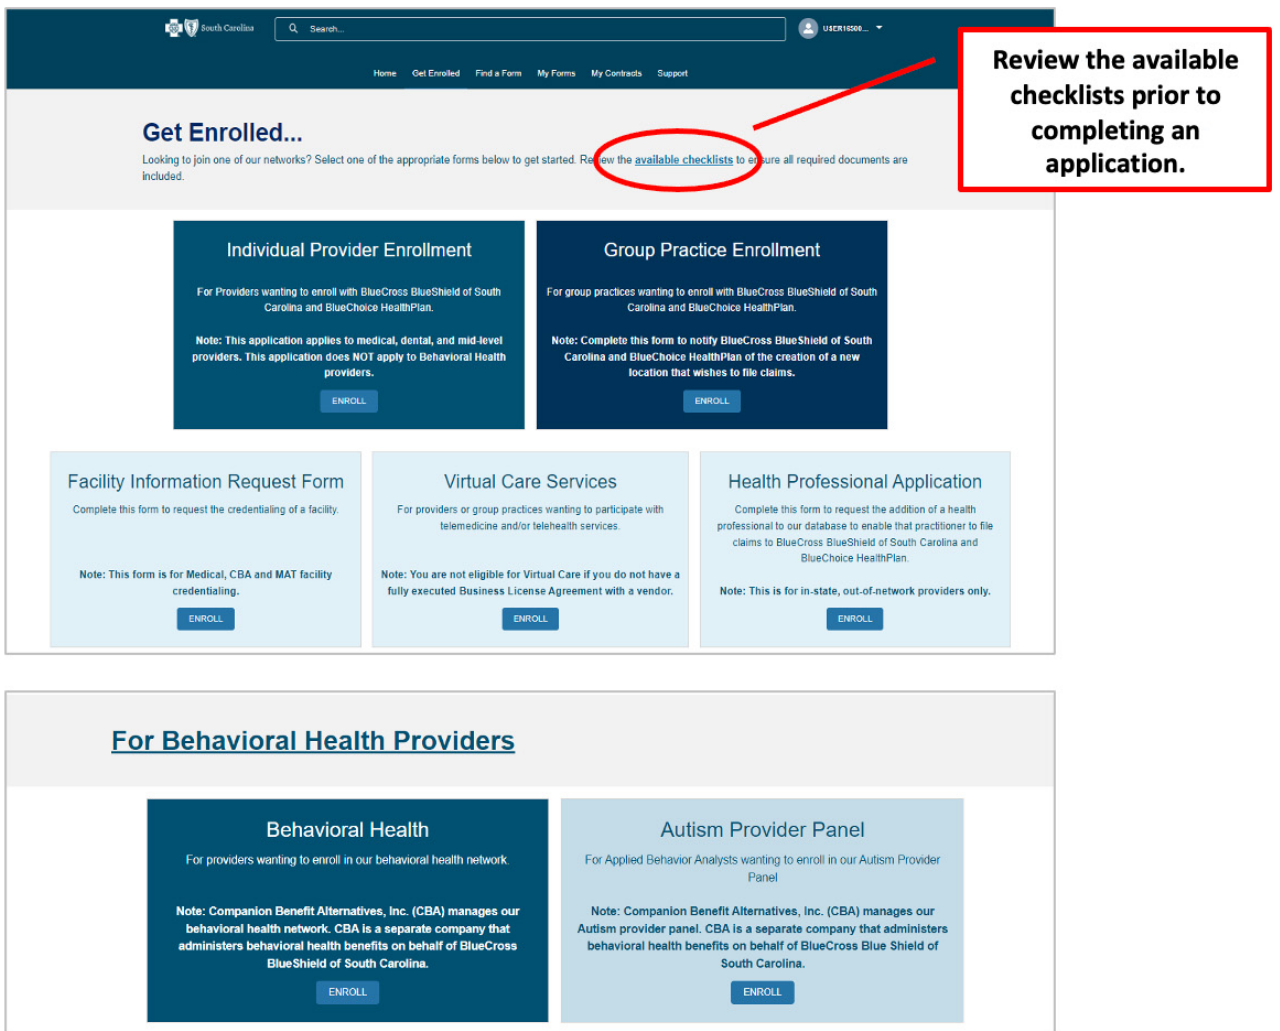 South Carolina
Search...
USER16500...
Home Get Enrolled Find a Form My Forms My Contracts Support
Review the available
checklists prior to
completing an
application.
Get Enrolled...
Looking to join one of our networks? Select one of the appropriate forms below to get started. Review the available checklists to ensure all required documents are
included.
Individual Provider Enrollment
For Providers wanting to enroll with BlueCross BlueShield of South
Carolina and BlueChoice HealthPlan.
Note: This application applies to medical, dental, and mid-level
providers. This application does NOT apply to Behavioral Health
providers.
ENROLL
Group Practice Enrollment
For group practices wanting to enroll with BlueCross BlueShield of South
Carolina and BlueChoice HealthPlan.
Note: Complete this form to notify BlueCross BlueShield of South
Carolina and BlueChoice HealthPlan of the creation of a new
location that wishes to file claims.
ENROLL
Facility Information Request Form
Complete this form to request the credentialing of a facility.
Note: This form is for Medical, CBA and MAT facility
credentialing.
ENROLL
Virtual Care Services
For providers or group practices wanting to participate with
telemedicine and/or telehealth services.
Note: You are not eligible for Virtual Care if you do not have a
fully executed Business License Agreement with a vendor.
ENROLL
Health Professional Application
Complete this form to request the addition of a health
professional to our database to enable that practitioner to file
claims to BlueCross BlueShield of South Carolina and
BlueChoice HealthPlan.
Note: This is for in-state, out-of-network providers only.
ENROLL
For Behavioral Health Providers
Behavioral Health
For providers wanting to enroll in our behavioral health network.
Note: Companion Benefit Alternatives, Inc. (CBA) manages our
behavioral health network. CBA is a separate company that
administers behavioral health benefits on behalf of BlueCross
BlueShield of South Carolina.
ENROLL
Autism Provider Panel
For Applied Behavior Analysts wanting to enroll in our Autism Provider
Panel
Note: Companion Benefit Alternatives, Inc. (CBA) manages our
Autism provider panel. CBA is a separate company that administers
behavioral health benefits on behalf of BlueCross Blue Shield of
South Carolina.
ENROLL